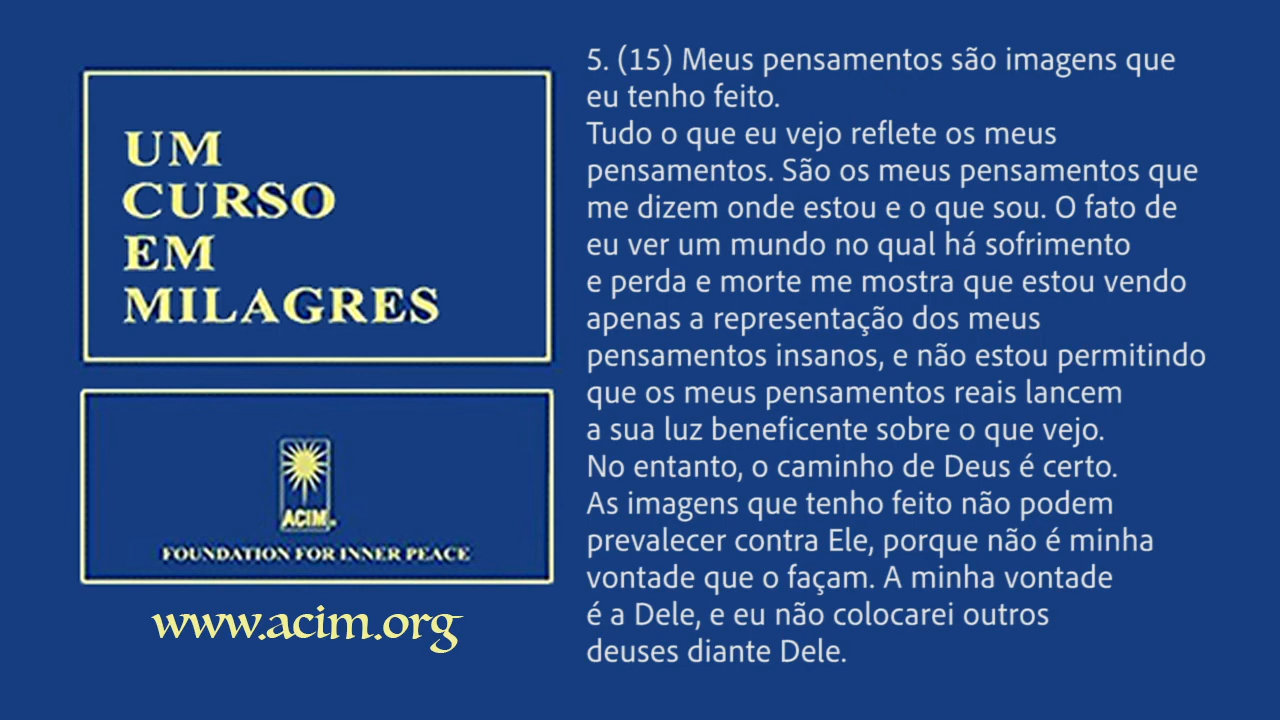 UM
CURSO
EM
MILAGRES
ACIM®
FOUNDATION FOR INNER PEACE
www.acim.org
5. (15) Meus pensamentos são imagens que
eu tenho feito.
Tudo o que eu vejo reflete os meus
pensamentos. São os meus pensamentos que
me dizem onde estou e o que sou. O fato de
eu ver um mundo no qual há sofrimento
e perda e morte me mostra que estou vendo
apenas a representação dos meus
pensamentos insanos, e não estou permitindo
que os meus pensamentos reais lancem
a sua luz beneficente sobre o que vejo.
No entanto, o caminho de Deus é certo.
As imagens que tenho feito não podem
prevalecer contra Ele, porque não é minha
vontade que o façam. A minha vontade
é a Dele, e eu não colocarei outros
deuses diante Dele.